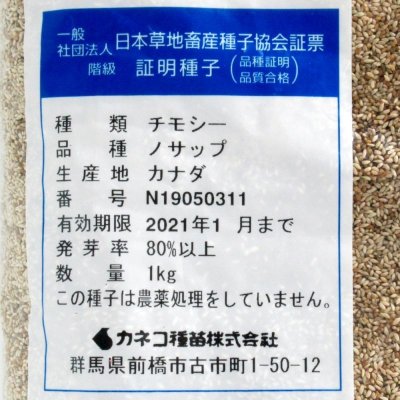 一般社団法人 日本草地畜産種子協会証票
階級 証明種子 (品種証明 品質合格)
種類 チモシー
品種 ノサップ
生産地 カナダ
番号 N19050311
有効期限 2021年1月まで
発芽率 80%以上
数量 1kg
この種子は農薬処理をしていません。
カネコ種苗株式会社
群馬県前橋市古市町1-50-12